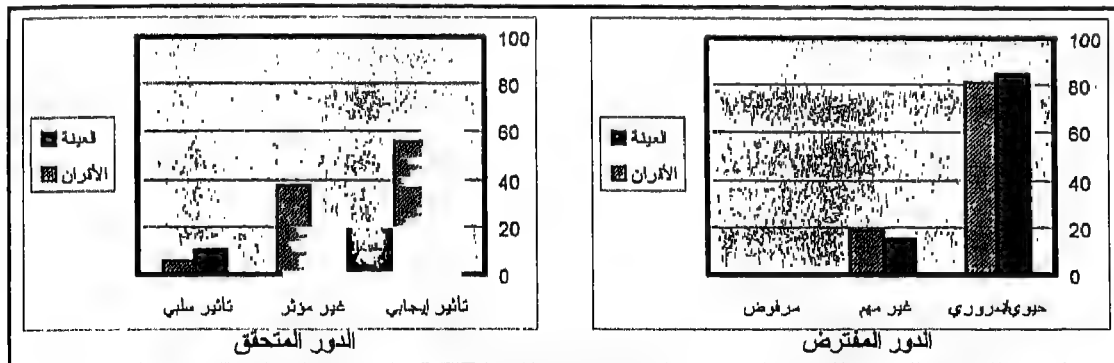 100
80
60
40
20
0
العينة
الأقران
حيوي/ضروري غير مهم مرفوض
الدور المفترض
100
80
60
40
20
0
العينة
الأقران
تأثير إيجابي غير مؤثر تأثير سلبي
الدور المتحقق